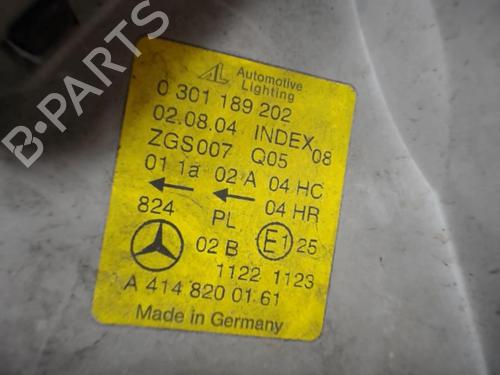 B-PARTS
AL Automotive
Lighting
0 301 189 202
02.08.04 INDEX 08
ZGS007 Q05
01 1a 02 A 04 HC
04 HR
824 PL
02 B E1 25
1122 1123
A 414 820 01 61
Made in Germany